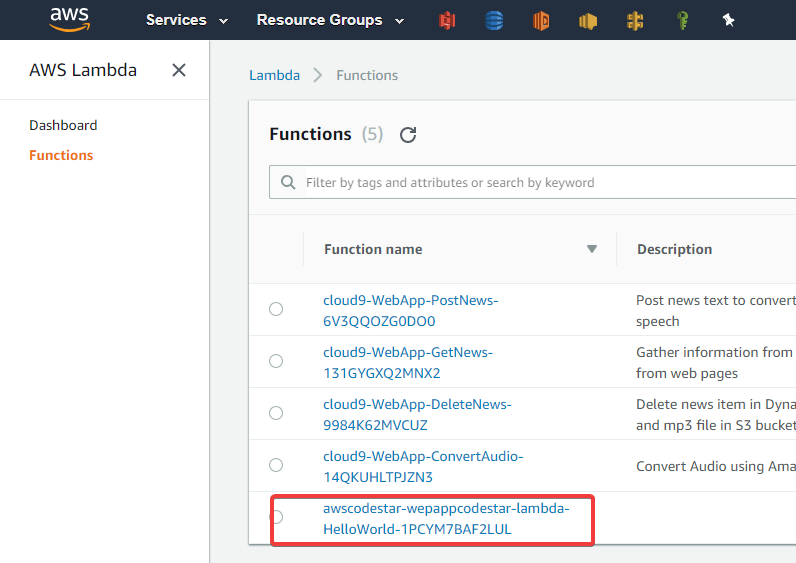 aws Services Resource Groups
AWS Lambda
Lambda Functions
Dashboard
Functions
Functions (5)
Filter by tags and attributes or search by keyword
Function name Description
cloud9-WebApp-PostNews- Post news text to convert
6V3QQOZG0DO0 speech
cloud9-WebApp-GetNews- Gather information from
131GYGXQ2MNX2 from web pages
cloud9-WebApp-DeleteNews- Delete news item in Dyna
9984K62MVCUZ and mp3 file in S3 bucket
cloud9-WebApp-ConvertAudio- Convert Audio using Ama
14QKUHLTPJZN3
awscodestar-wepappcodestar-lambda-
HelloWorld-1PCYM7BAF2LUL